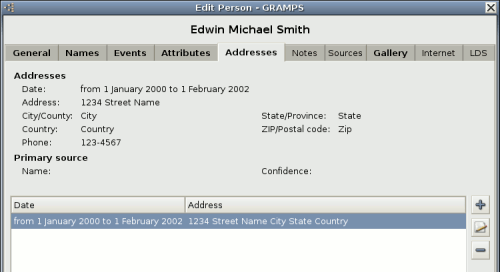 Edit Person - GRAMPS
Edwin Michael Smith
General Names Events Attributes Addresses Notes Sources Gallery Internet LDS
Addresses
Date: from 1 January 2000 to 1 February 2002
Address: 1234 Street Name
City/County: City State/Province: State
Country: Country ZIP/Postal code: Zip
Phone: 123-4567
Primary source
Name: Confidence:
Date Address
from 1 January 2000 to 1 February 2002 1234 Street Name City State Country